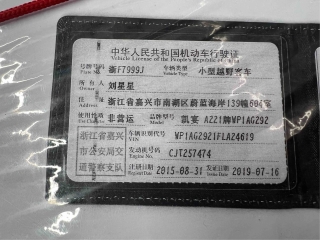 中华人民共和国机动车行驶证
Vehicle License of the People's Republic of China
号牌号码 浙F7999J 车辆类型 小型越野客车
Plate No. Vehicle Type
所有人 刘星星
Owner
住址 浙江省嘉兴市南湖区蔚蓝海岸139幢604室
Address
使用性质 非营运 品牌型号 凯宴 AZZ1牌WP1AG29Z
Use Character Model
浙江省嘉兴 车辆识别代号 WP1AG29Z1FLA24619
VIN
市公安局交 发动机号码 CJT257474
Engine No.
通警察支队 注册日期 2015-08-31 发证日期 2019-07-16
Register Date Issue Date